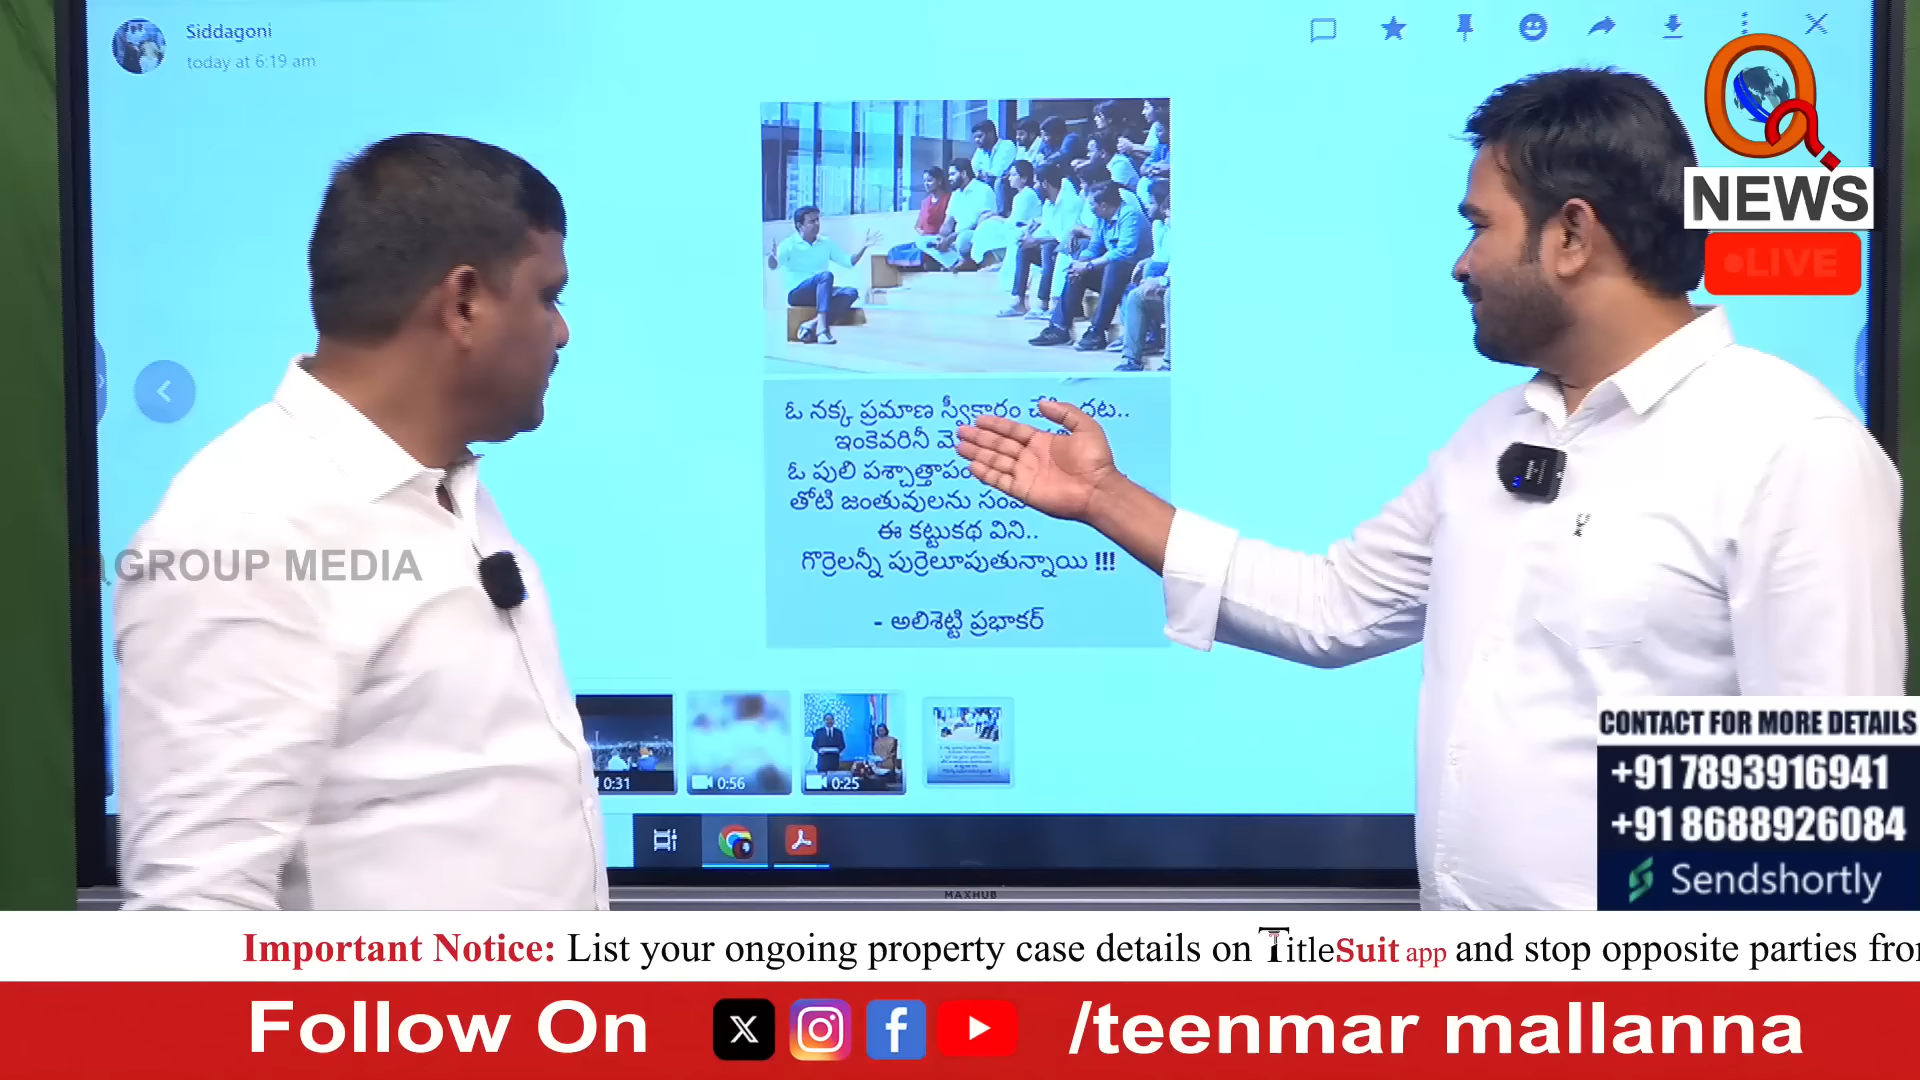 Siddagoni
today at 6:19 am
Q
NEWS
LIVE
ఓ నక్క ప్రమాణ స్వీకారం
ఇంకెవరినీ
ఓ పులి పశ్చాత్తాపం
తోటి జంతువులను
ఈ కట్టుకథ విని..
గొర్రెలన్నీ పుర్రెలూపుతున్నాయి !!!
- అలిశెట్టి ప్రభాకర్
GROUP MEDIA
0:31
0:56
0:25
CONTACT FOR MORE DETAILS
+91 7893916941
+91 8688926084
Sendshortly
MAXHUB
Important Notice: List your ongoing property case details on TitleSuit app and stop opposite parties
Follow On /teenmar mallanna